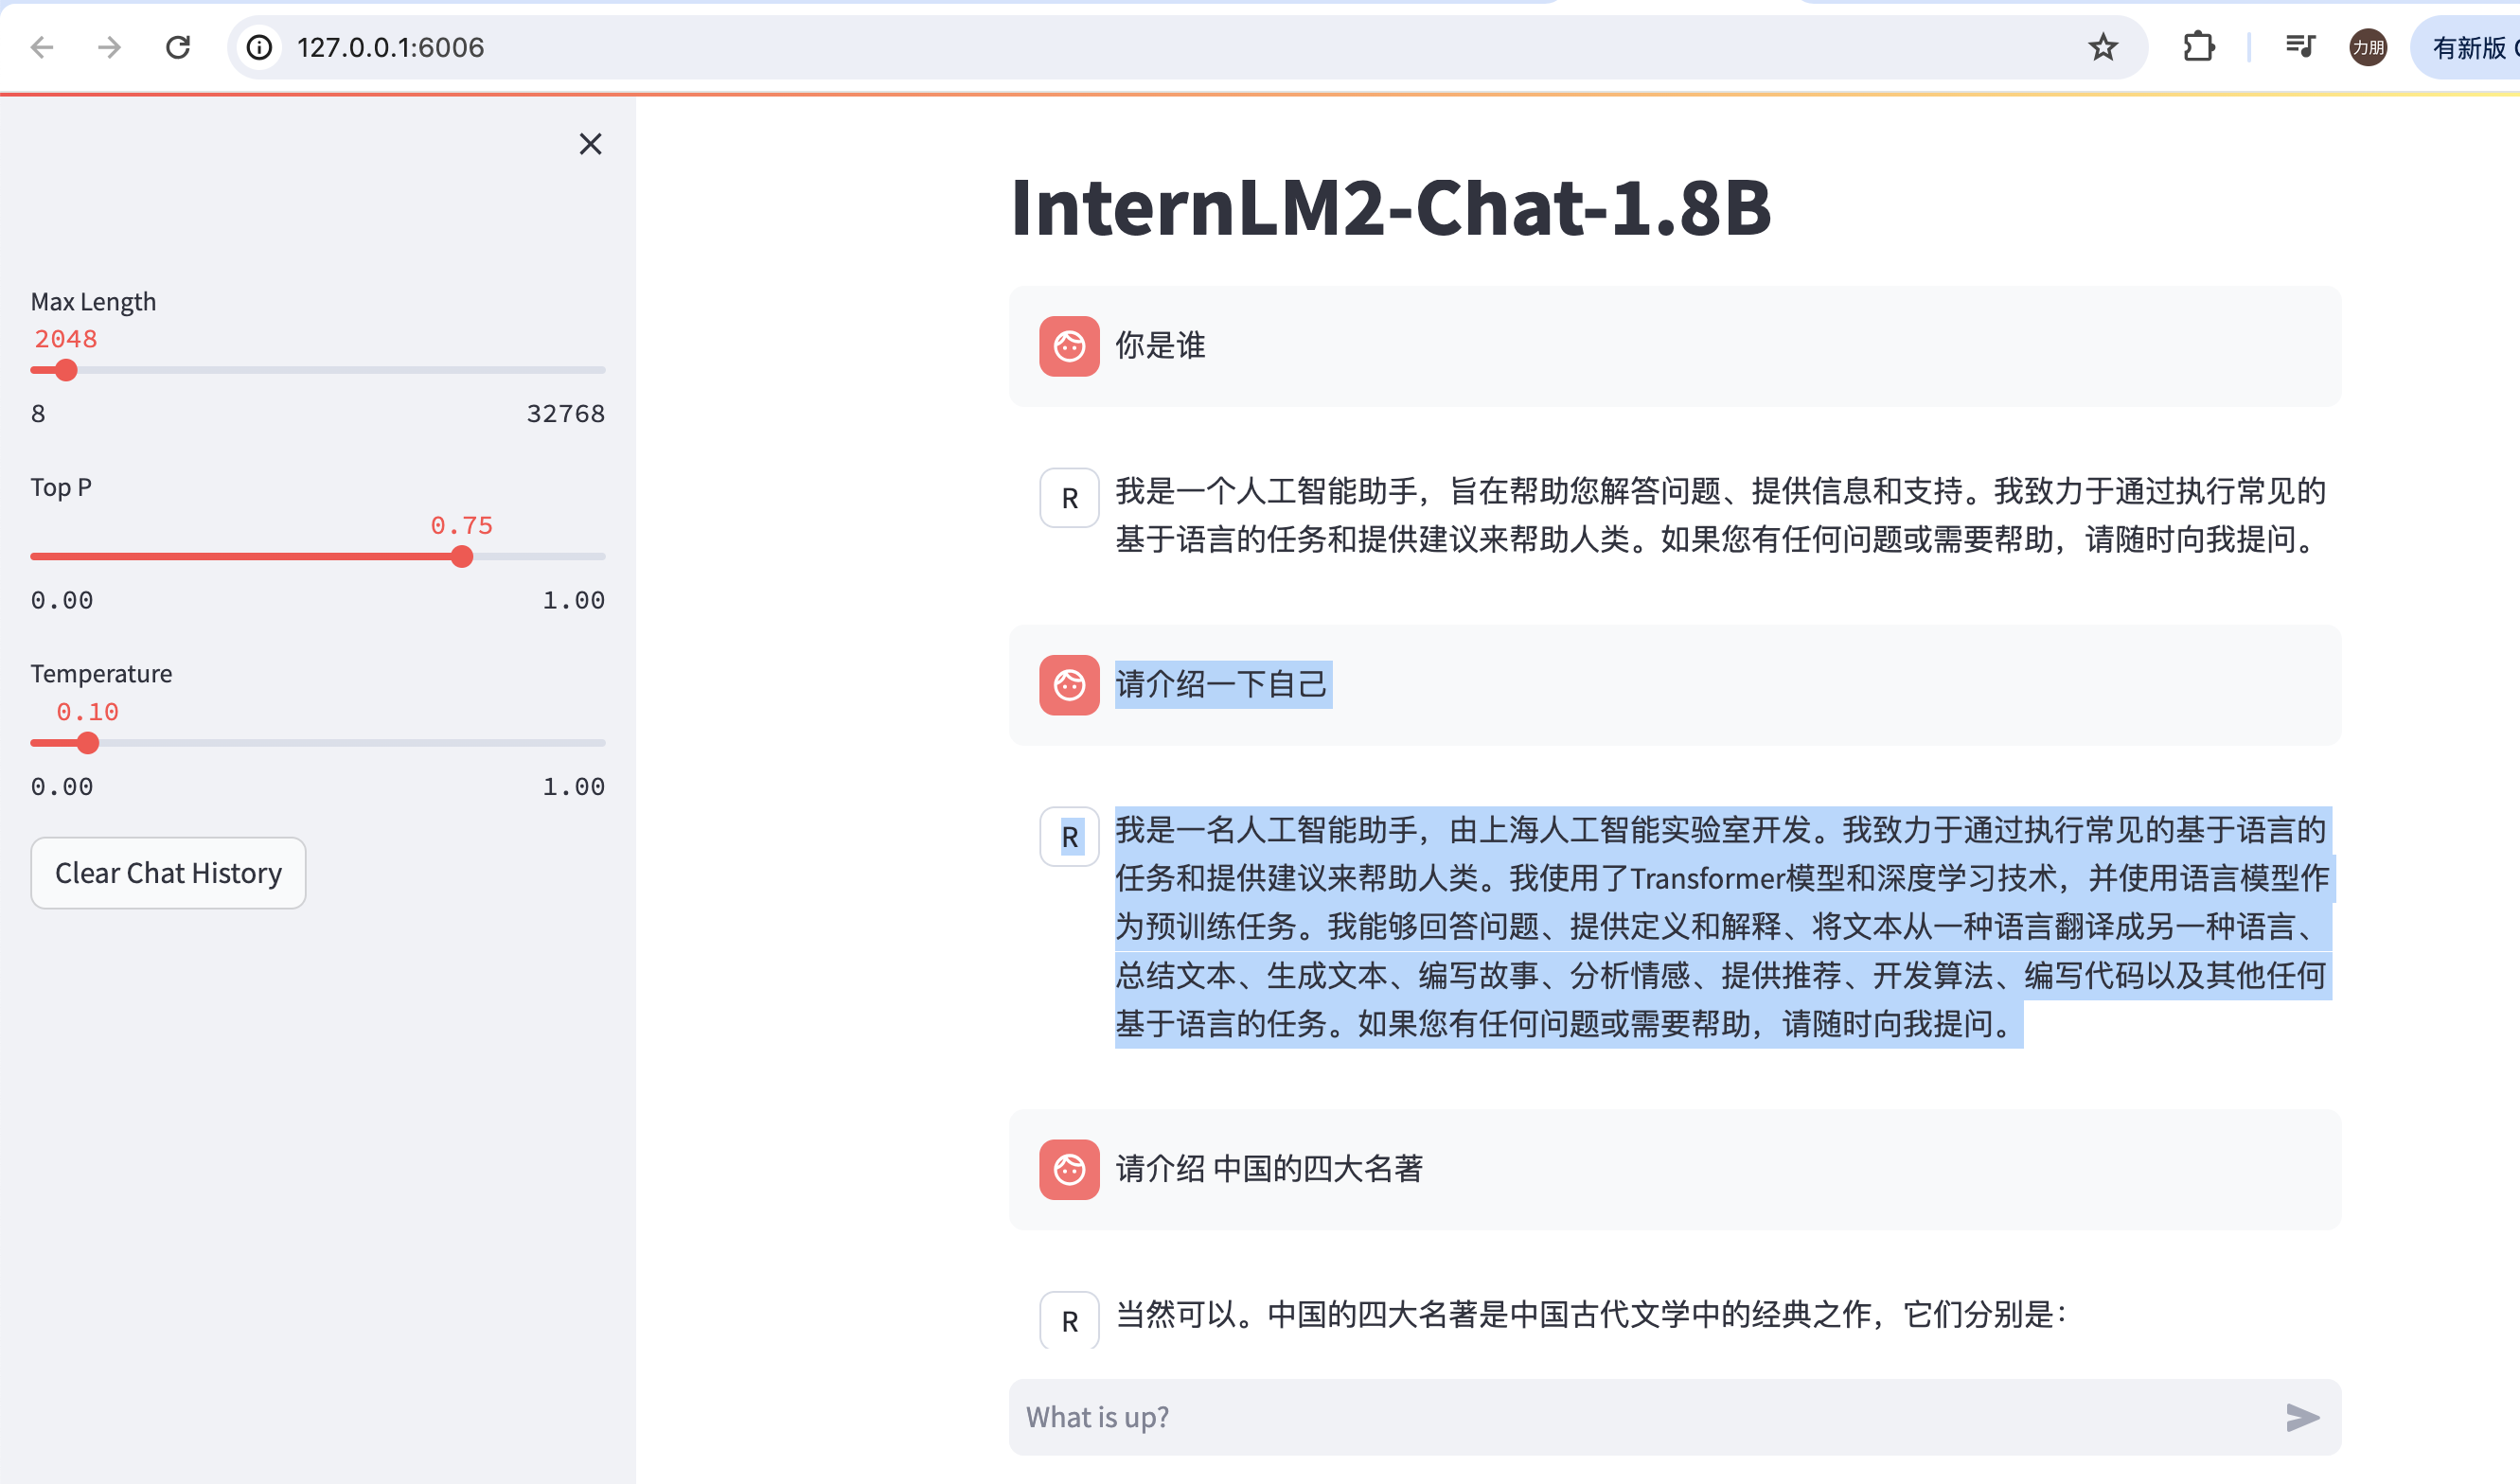 127.0.0.1:6006
力朋
有新版
Max Length
2048
8
32768
Top P
0.75
0.00
1.00
Temperature
0.10
0.00
1.00
Clear Chat History
InternLM2-Chat-1.8B
你是谁
R
我是一个人工智能助手，旨在帮助您解答问题、提供信息和支持。我致力于通过执行常见的
基于语言的任务和提供建议来帮助人类。如果您有任何问题或需要帮助，请随时向我提问。
请介绍一下自己
R
我是一名人工智能助手，由上海人工智能实验室开发。我致力于通过执行常见的基于语言的
任务和提供建议来帮助人类。我使用了Transformer模型和深度学习技术，并使用语言模型作
为预训练任务。我能够回答问题、提供定义和解释、将文本从一种语言翻译成另一种语言、
总结文本、生成文本、编写故事、分析情感、提供推荐、开发算法、编写代码以及其他任何
基于语言的任务。如果您有任何问题或需要帮助，请随时向我提问。
请介绍 中国的四大名著
R
当然可以。中国的四大名著是中国古代文学中的经典之作，它们分别是：
What is up?